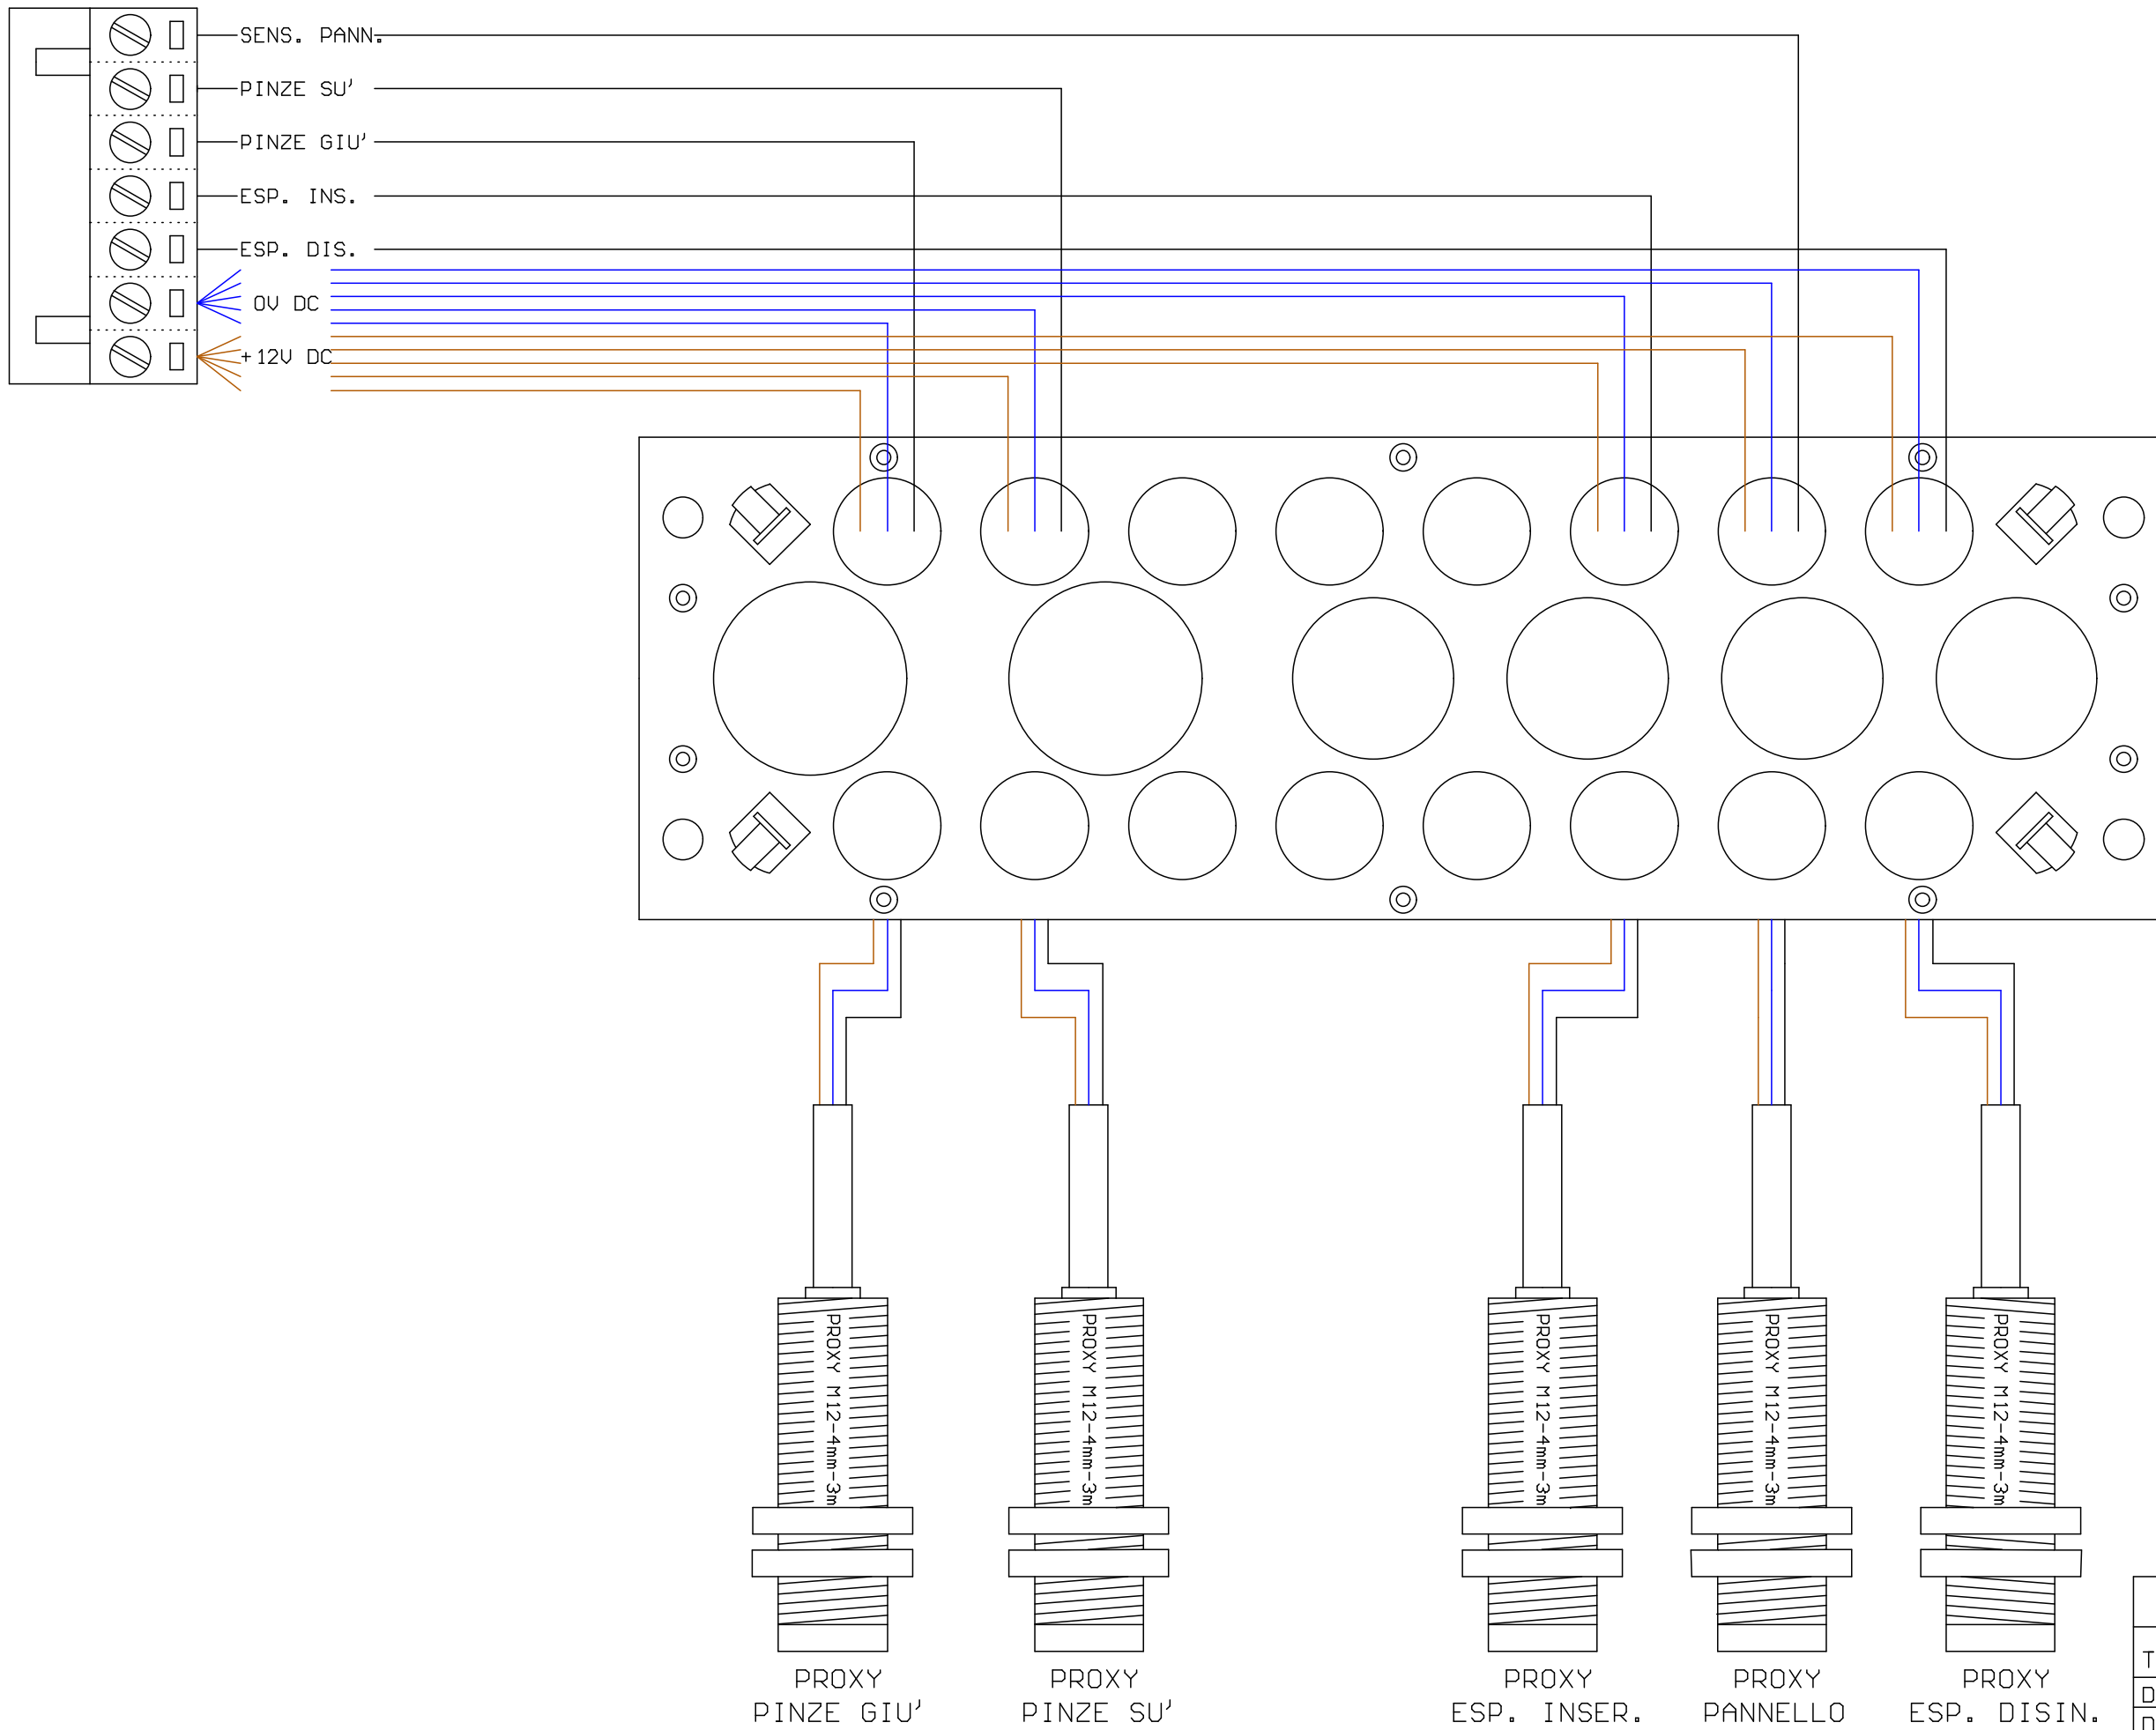 SENS. PANN.
PINZE SU'
PINZE GIU'
ESP. INS.
ESP. DIS.
0V DC
+12V DC
PROXY M12-4mm-3m
PROXY M12-4mm-3m
PROXY M12-4mm-3m
PROXY M12-4mm-3m
PROXY M12-4mm-3m
PROXY
PINZE GIU'
PROXY
PINZE SU'
PROXY
ESP. INSER.
PROXY
PANNELLO
PROXY
ESP. DISIN.